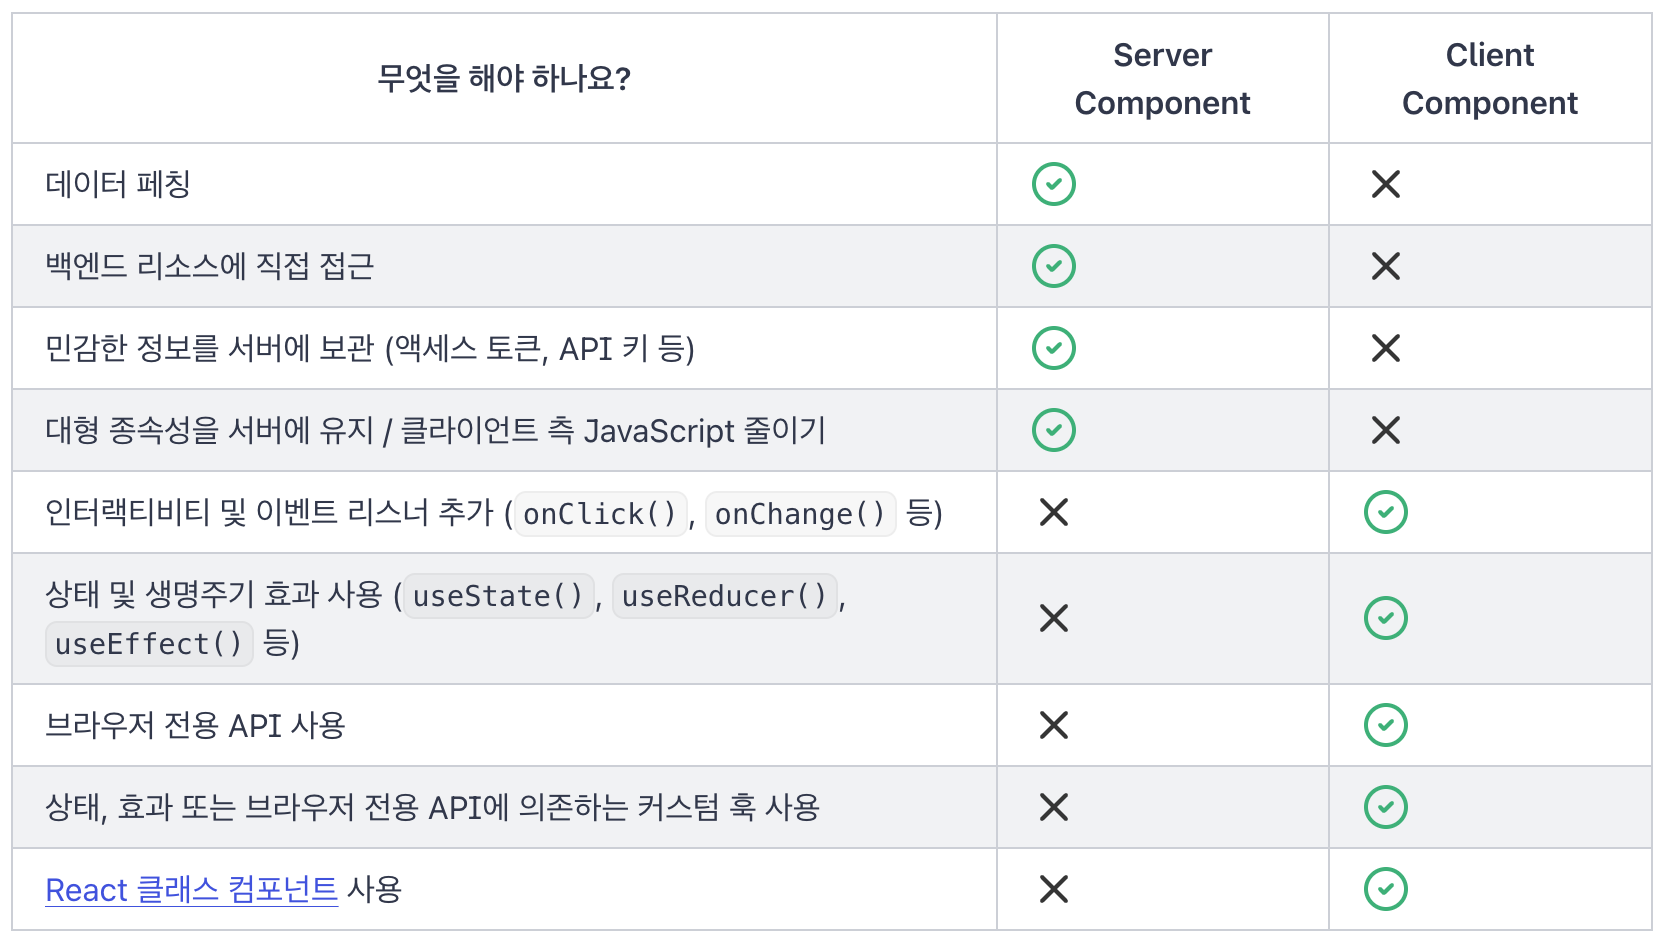 무엇을 해야 하나요?
Server
Component
Client
Component
데이터 페칭
백엔드 리소스에 직접 접근
민감한 정보를 서버에 보관 (액세스 토큰, API 키 등)
대형 종속성을 서버에 유지 / 클라이언트 측 JavaScript 줄이기
인터랙티비티 및 이벤트 리스너 추가 (onClick(), onChange() 등)
상태 및 생명주기 효과 사용 (useState(), useReducer(),
useEffect() 등)
브라우저 전용 API 사용
상태, 효과 또는 브라우저 전용 API에 의존하는 커스텀 훅 사용
React 클래스 컴포넌트 사용